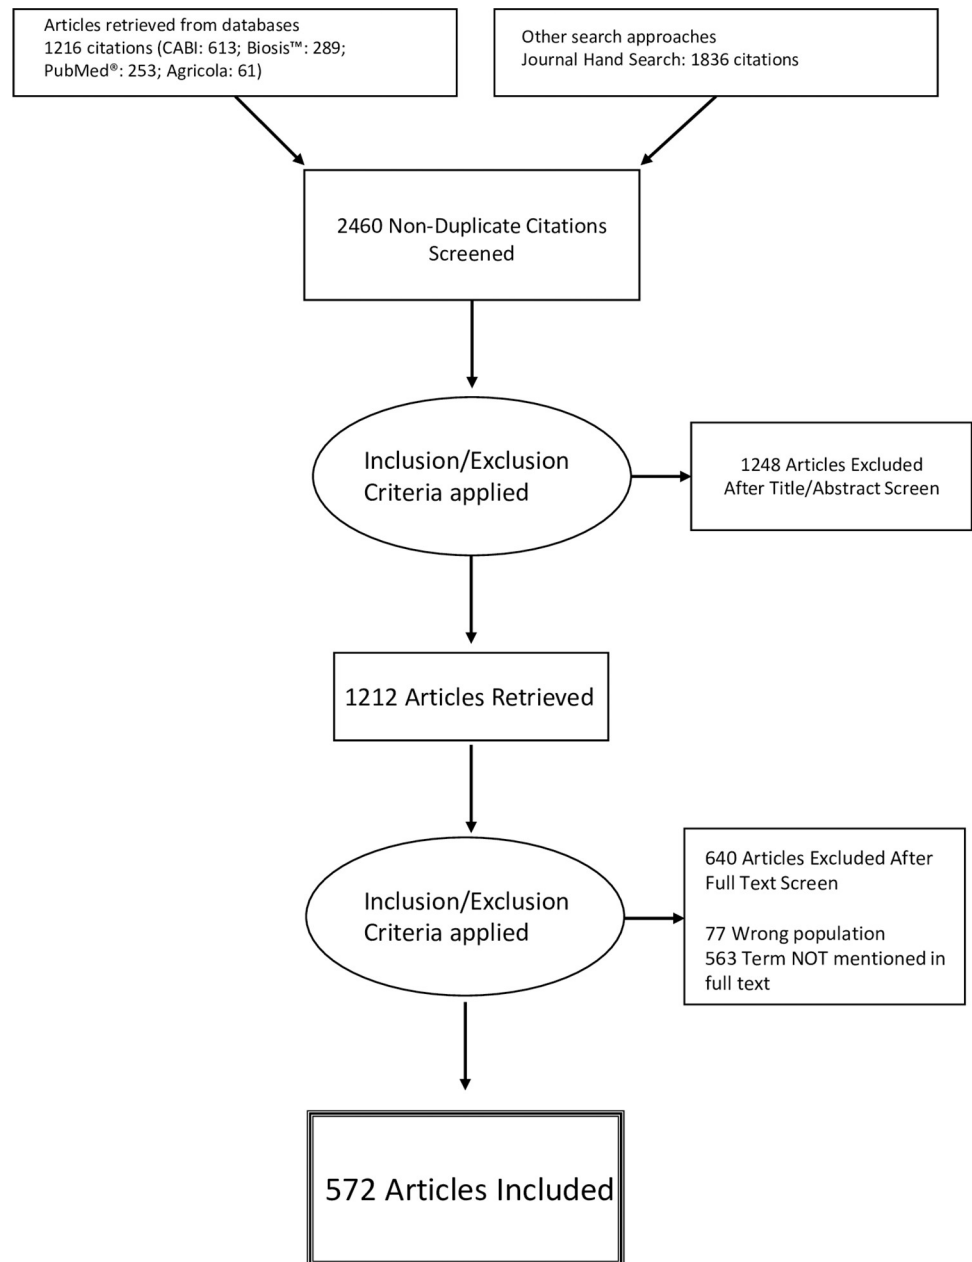 Articles retrieved from databases
1216 citations (CABI: 613; Biosis™: 289;
PubMed®: 253; Agricola: 61)
Other search approaches
Journal Hand Search: 1836 citations
2460 Non-Duplicate Citations
Screened
Inclusion/Exclusion
Criteria applied
1248 Articles Excluded
After Title/Abstract Screen
1212 Articles Retrieved
Inclusion/Exclusion
Criteria applied
640 Articles Excluded After
Full Text Screen
77 Wrong population
563 Term NOT mentioned in
full text
572 Articles Included